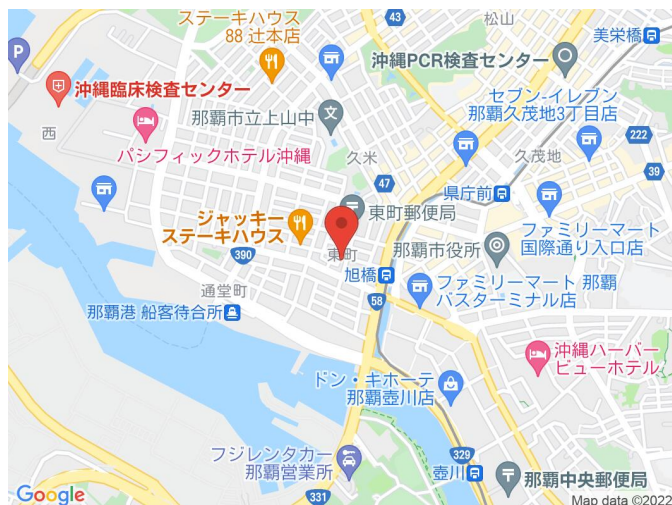 ステーキハウス
88 辻本店
43
松山
美栄橋
沖縄PCR検査センター
沖縄臨床検査センター
那覇市立上山中
セブン-イレブン
那覇久茂地3丁目店
西
パシフィックホテル沖縄
久米
久茂地
222
39
47
県庁前
東町郵便局
ジャッキー
ステーキハウス
那覇市役所
ファミリーマート
国際通り入口店
390
東町
旭橋
通堂町
58
ファミリーマート 那覇
バスターミナル店
那覇港 船客待合所
沖縄ハーバー
ビューホテル
ドン・キホーテ
那覇壺川店
フジレンタカー
那覇営業所
329
壺川
那覇中央郵便局
331
Google
Map data ©2022